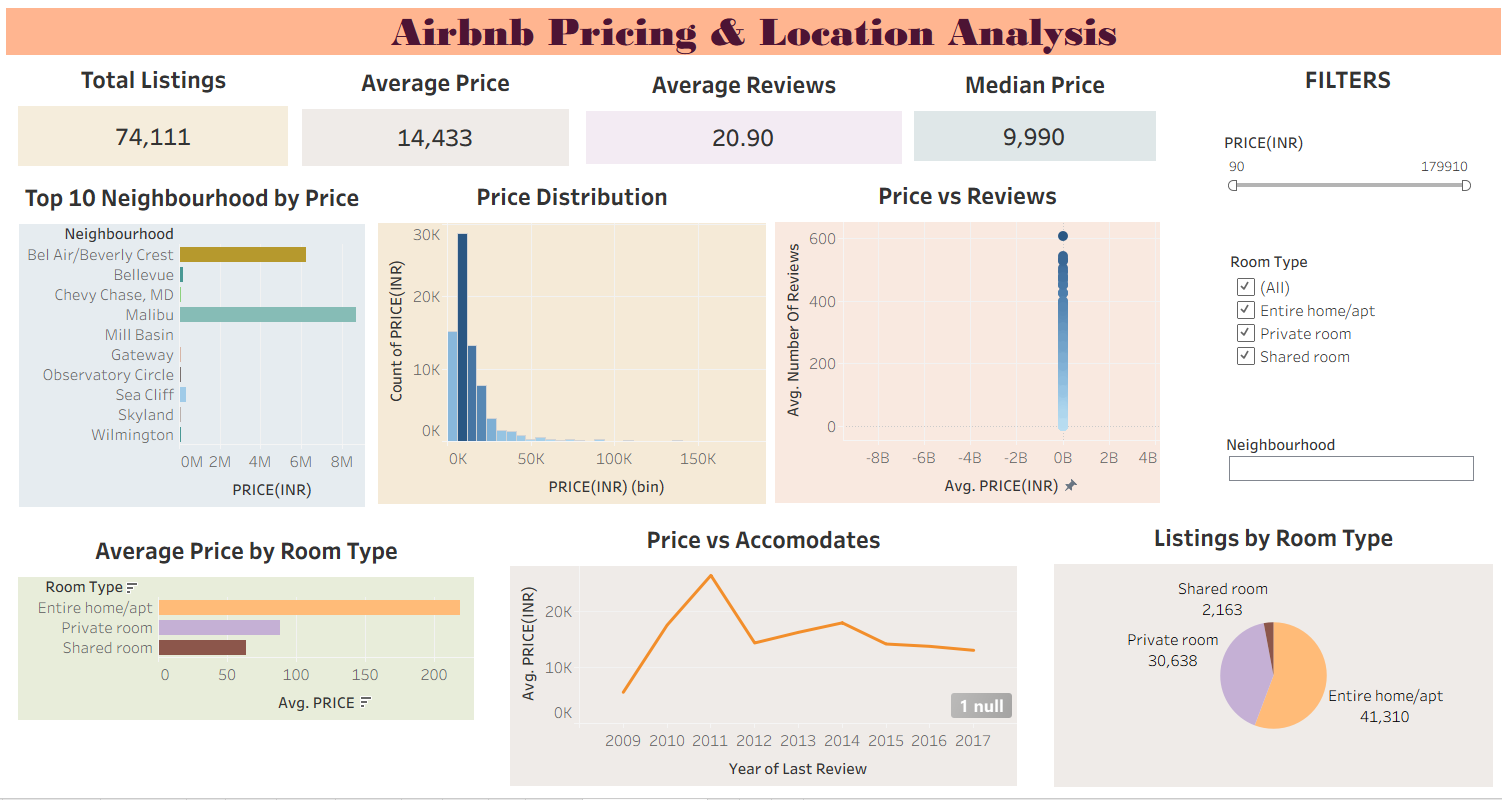 Airbnb Pricing & Location Analysis
Total Listings
74,111
Average Price
14,433
Average Reviews
20.90
Median Price
9,990
FILTERS
PRICE(INR)
90 179910
Room Type
(All)
Entire home/apt
Private room
Shared room
Neighbourhood
Top 10 Neighbourhood by Price
Neighbourhood
Bel Air/Beverly Crest
Bellevue
Chevy Chase, MD
Malibu
Mill Basin
Gateway
Observatory Circle
Sea Cliff
Skyland
Wilmington
0M 2M 4M 6M 8M
PRICE(INR)
Price Distribution
Count of PRICE(INR)
30K
20K
10K
0K
0K 50K 100K 150K
PRICE(INR) (bin)
Price vs Reviews
Avg. Number Of Reviews
600
400
200
0
-8B -6B -4B -2B 0B 2B 4B
Avg. PRICE(INR)
Average Price by Room Type
Room Type
Entire home/apt
Private room
Shared room
0 50 100 150 200
Avg. PRICE
Price vs Accomodates
Avg. PRICE(INR)
20K
10K
0K
1 null
2009 2010 2011 2012 2013 2014 2015 2016 2017
Year of Last Review
Listings by Room Type
Shared room
2,163
Private room
30,638
Entire home/apt
41,310